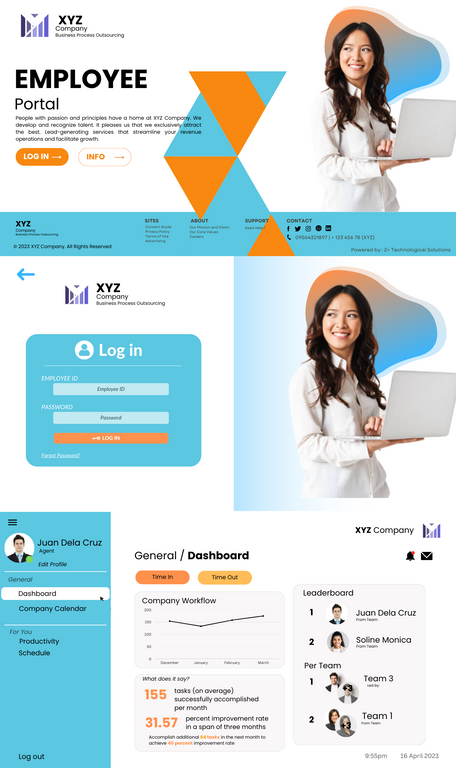 XYZ
Company
Business Process Outsourcing
EMPLOYEE
Portal
People with passion and principles have a home at XYZ Company. We
develop and recognize talent. It pleases us that we exclusively attract
the best. Lead-generating services that streamline your revenue
operations and facilitate growth.
LOG IN
INFO
XYZ
Company
Business Process Outsourcing
© 2023 XYZ Company. All Rights Reserved
SITES
Content Guide
Privacy Policy
Terms of Use
Advertising
ABOUT
Our Mission and Vision
Our Core Values
Careers
SUPPORT
Need Help?
CONTACT
09564321897 | + 123 456 78 (XYZ)
Powered by : Z+ Technological Solutions
XYZ
Company
Business Process Outsourcing
Log in
EMPLOYEE ID
Employee ID
PASSWORD
Password
LOG IN
Forgot Password?
Juan Dela Cruz
Agent
Edit Profile
General
Dashboard
Company Calendar
For You
Productivity
Schedule
Log out
XYZ Company
General / Dashboard
Time In
Time Out
Company Workflow
200
150
100
50
0
December
January
February
March
What does it say?
155
tasks (on average)
successfully accomplished
per month
31.57
percent improvement rate
in a span of three months
Accomplish additional 64 tasks in the next month to
achieve 40 percent improvement rate
Leaderboard
1
Juan Dela Cruz
From Team
2
Soline Monica
From Team
Per Team
1
Team 3
Led by
2
Team 1
From Team
9:55pm
16 April 2023